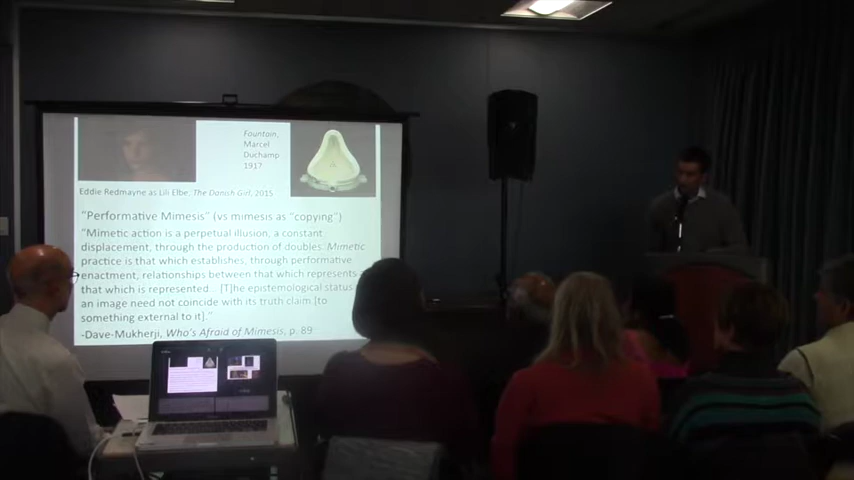 Fountain,
Marcel
Duchamp
1917
Eddie Redmayne as Lili Elbe, The Danish Girl, 2015
"Performative Mimesis" (vs mimesis as "copying")
"Mimetic action is a perpetual illusion, a constant
displacement, through the production of doubles. Mimetic
practice is that which establishes, through performative
enactment, relationships between that which represents
that which is represented... [T]he epistemological status
an image need not coincide with its truth claim [to
something external to it]."
-Dave-Mukherji, Who's Afraid of Mimesis, p. 89